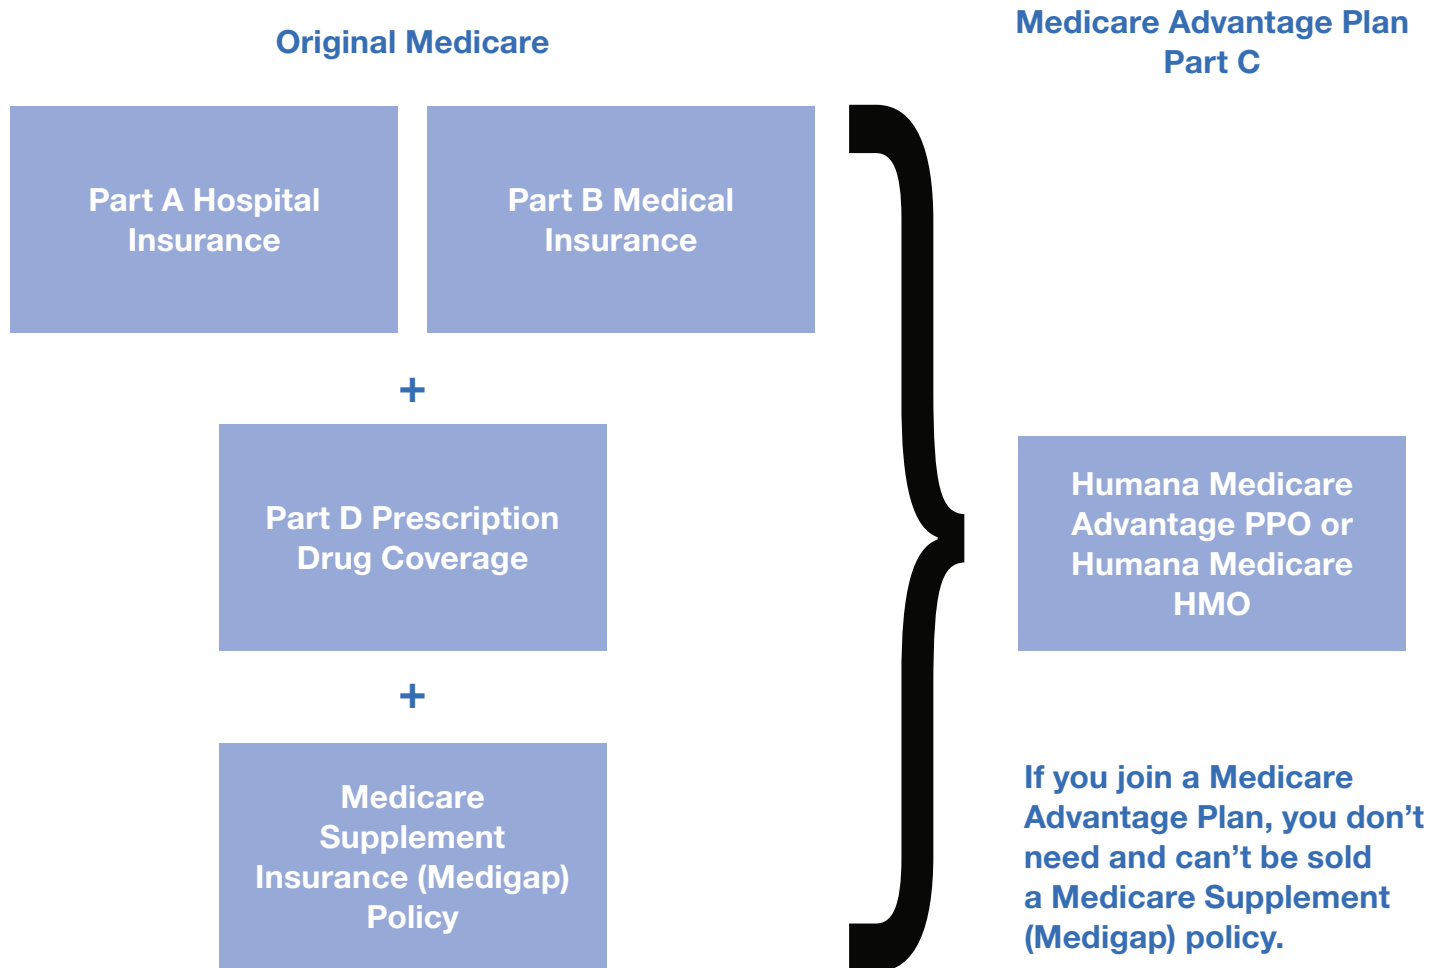 Original Medicare
Medicare Advantage Plan
Part C
Part A Hospital
Insurance
Part B Medical
Insurance
+
Part D Prescription
Drug Coverage
+
Medicare
Supplement
Insurance (Medigap)
Policy
Humana Medicare
Advantage PPO or
Humana Medicare
HMO
If you join a Medicare
Advantage Plan, you don’t
need and can’t be sold
a Medicare Supplement
(Medigap) policy.